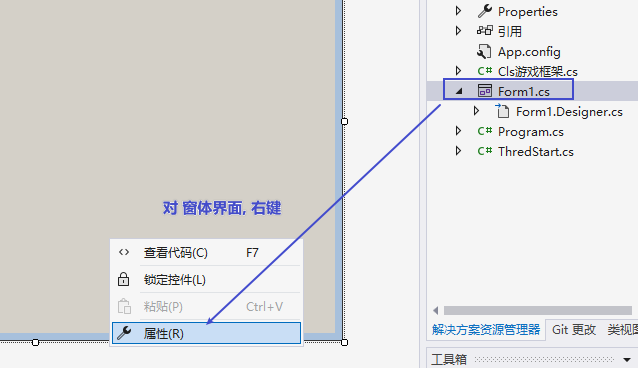 Properties
引用
App.config
C# Cls游戏框架.cs
Form1.cs
Form1.Designer.cs
C# Program.cs
C# ThredStart.cs
对 窗体界面, 右键
查看代码(C) F7
锁定控件(L)
粘贴(P) Ctrl+V
属性(R)
解决方案资源管理器 Git 更改 类视图
工具箱